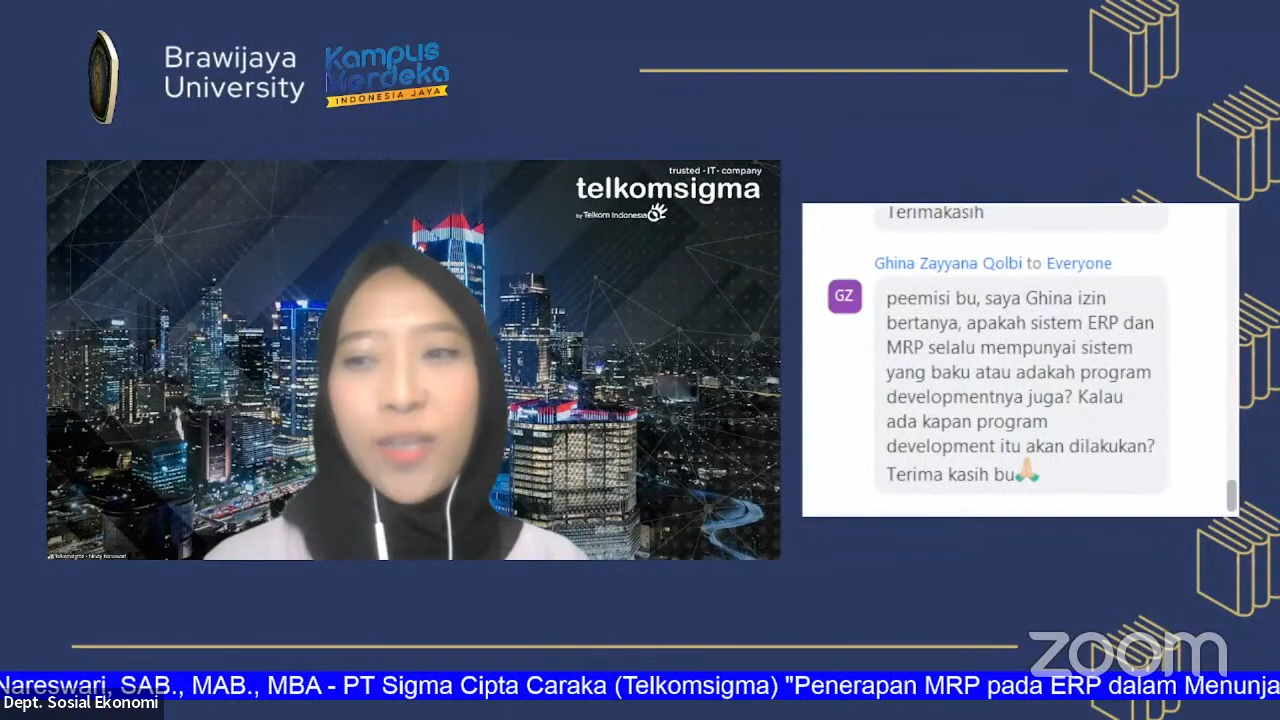 Brawijaya
University
Kampus
Merdeka
INDONESIA JAYA
trusted - IT - company
telkomsigma
by Telkom Indonesia
Telkomsigma - Nindy Nareswari
Terimakasih
Ghina Zayyana Qolbi to Everyone
GZ
peemisi bu, saya Ghina izin
bertanya, apakah sistem ERP dan
MRP selalu mempunyai sistem
yang baku atau adakah program
developmentnya juga? Kalau
ada kapan program
development itu akan dilakukan?
Terima kasih bu🙏🏼
zoom
Nareswari, SAB., MAB., MBA - PT Sigma Cipta Caraka (Telkomsigma) "Penerapan MRP pada ERP dalam Menunja
Dept. Sosial Ekonomi